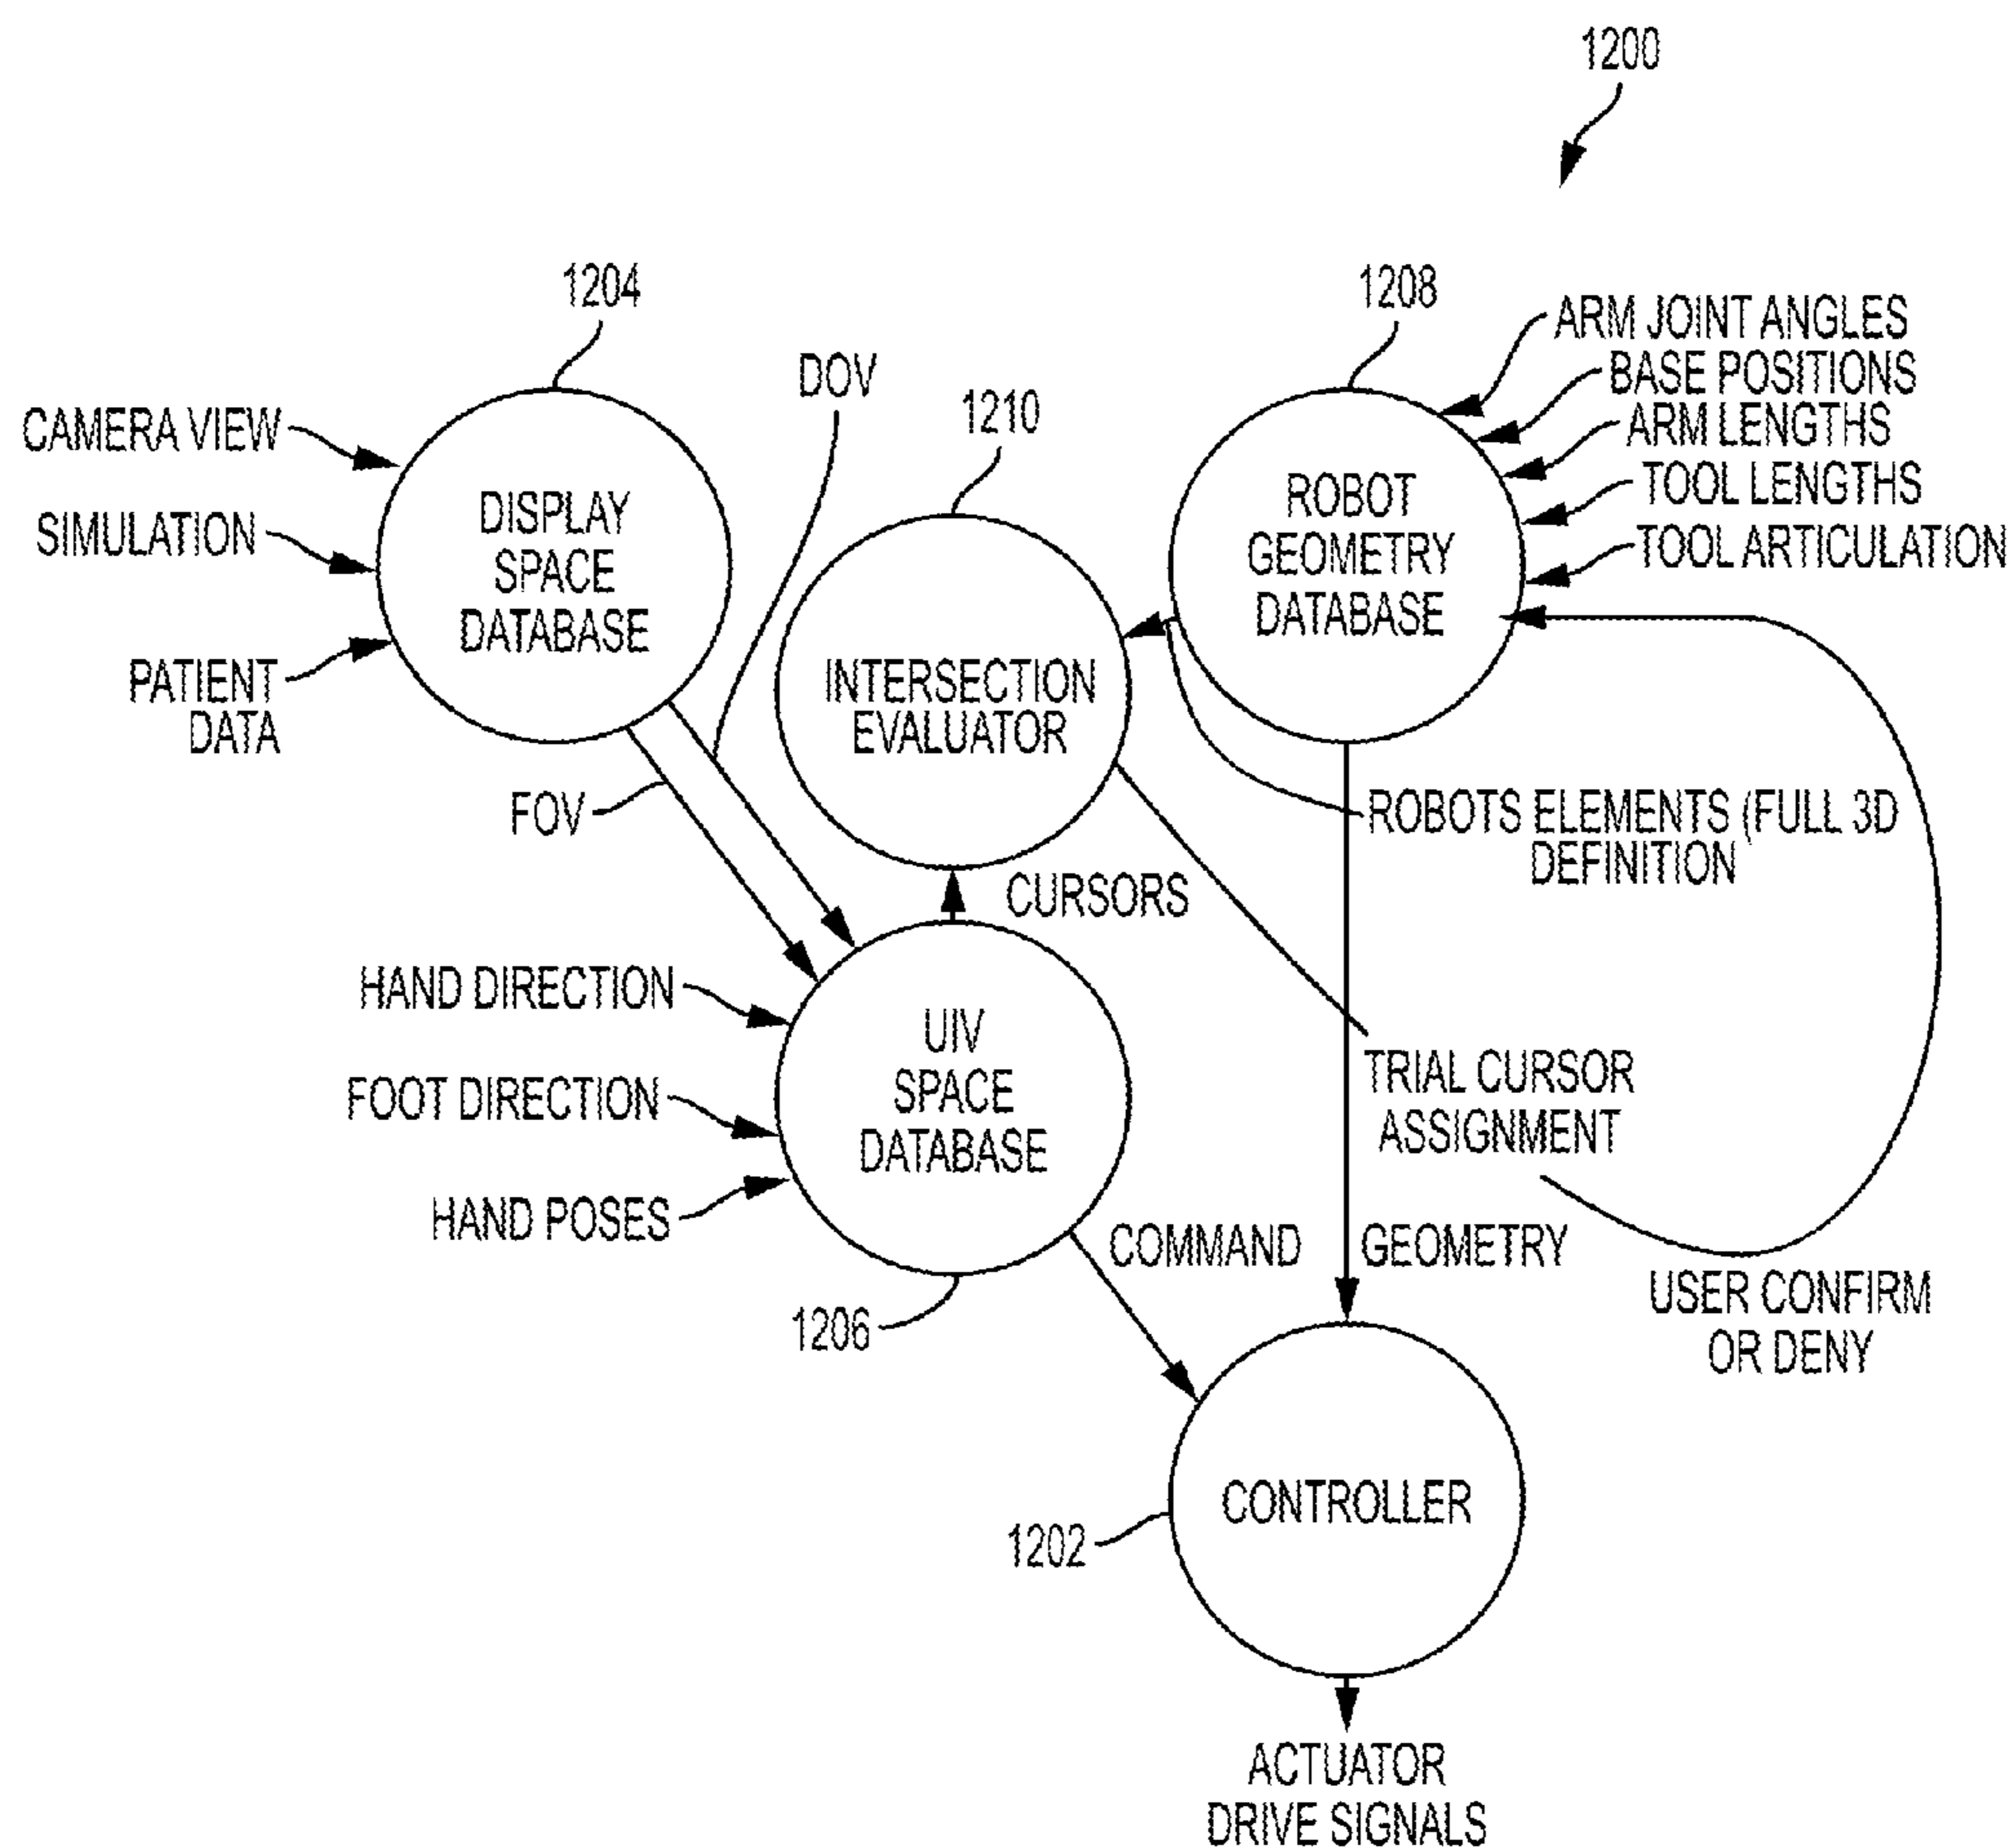 1200
1204
1208
ARM JOINT ANGLES
BASE POSITIONS
ARM LENGTHS
TOOL LENGTHS
TOOL ARTICULATION
DOV
1210
CAMERA VIEW
SIMULATION
PATIENT
DATA
DISPLAY
SPACE
DATABASE
ROBOT
GEOMETRY
DATABASE
INTERSECTION
EVALUATOR
FOV
ROBOTS ELEMENTS (FULL 3D
DEFINITION
CURSORS
HAND DIRECTION
FOOT DIRECTION
HAND POSES
UIV
SPACE
DATABASE
TRIAL CURSOR
ASSIGNMENT
COMMAND
GEOMETRY
USER CONFIRM
OR DENY
1206
CONTROLLER
1202
ACTUATOR
DRIVE SIGNALS